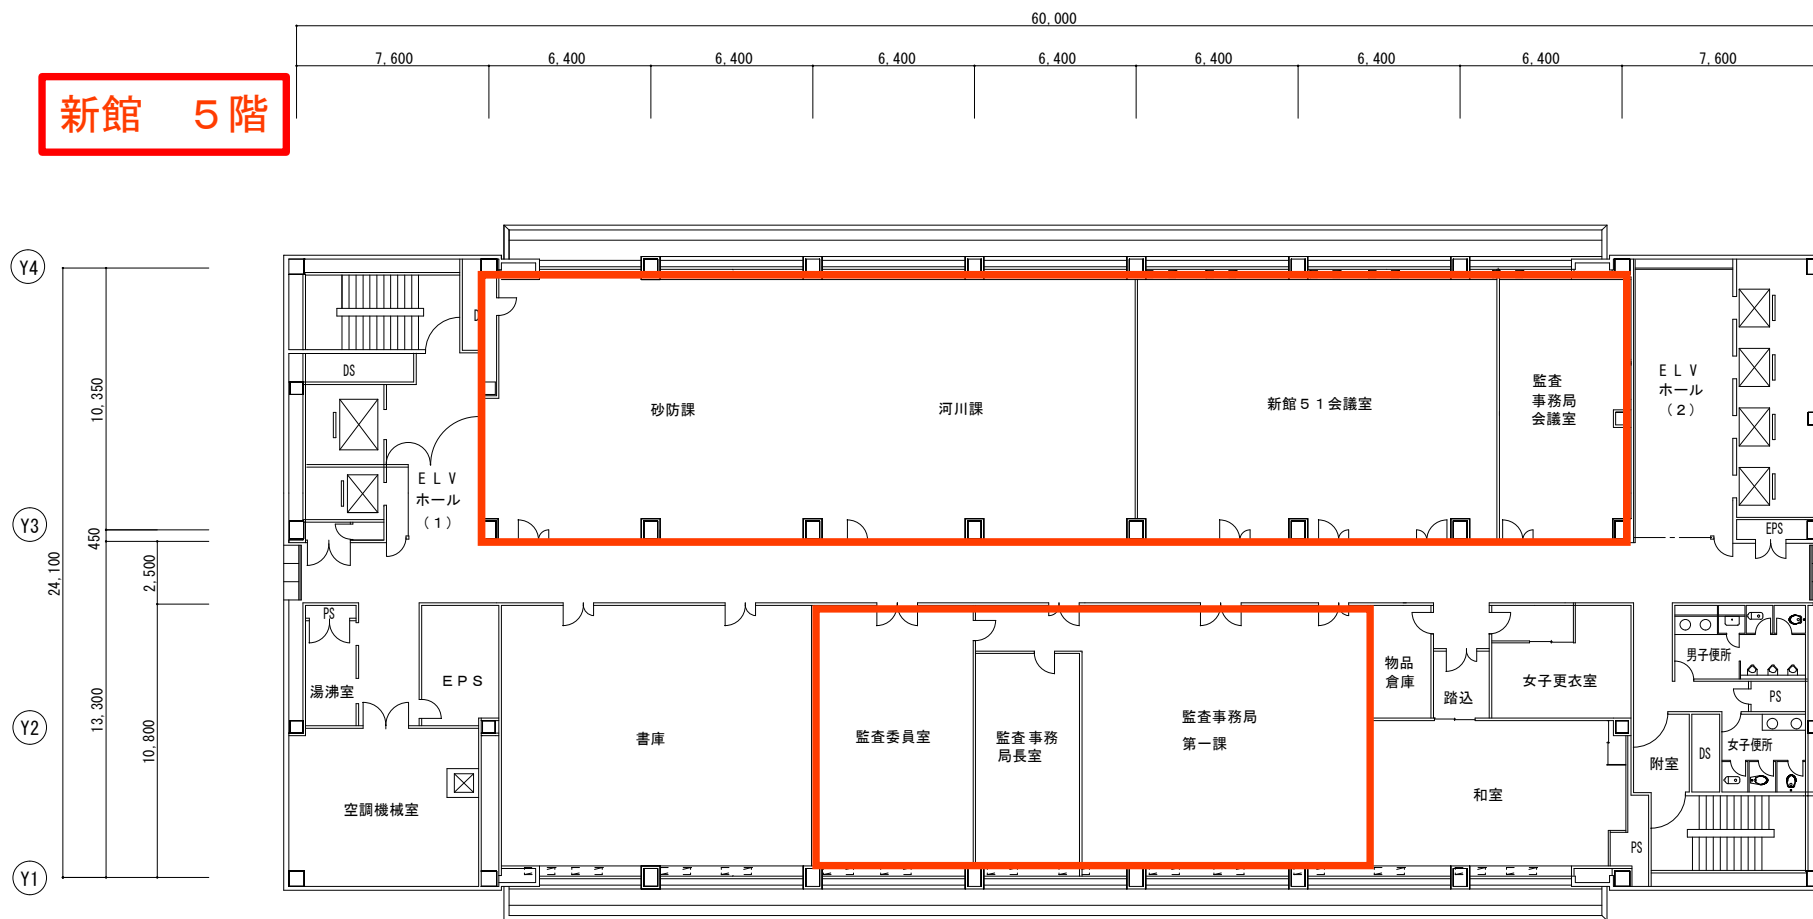 60,000
7,600 6,400 6,400 6,400 6,400 6,400 6,400 6,400 7,600
新館　５階
Y4
Y3
Y2
Y1
24,100
10,350
450
13,300
2,500
10,800
DS
ＥＬＶ
ホール
（１）
砂防課
河川課
新館５１会議室
監査
事務局
会議室
ＥＬＶ
ホール
（２）
EPS
PS
湯沸室
ＥＰＳ
空調機械室
書庫
監査委員室
監査事務
局長室
監査事務局
第一課
物品
倉庫
踏込
女子更衣室
和室
男子便所
PS
女子便所
DS
附室
PS